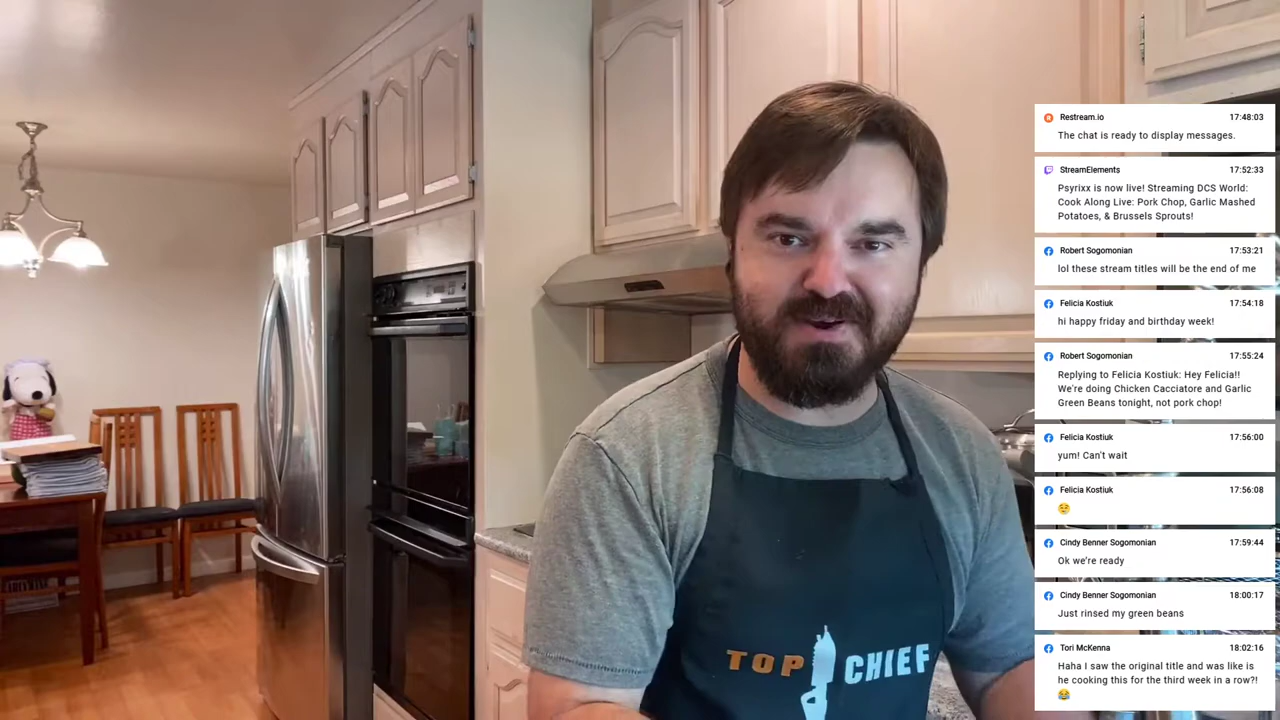 Restream.io 17:48:03
The chat is ready to display messages.
StreamElements 17:52:33
Psyrixx is now live! Streaming DCS World:
Cook Along Live: Pork Chop, Garlic Mashed
Potatoes, & Brussels Sprouts!
Robert Sogomonian 17:53:21
lol these stream titles will be the end of me
Felicia Kostiuk 17:54:18
hi happy friday and birthday week!
Robert Sogomonian 17:55:24
Replying to Felicia Kostiuk: Hey Felicia!!
We're doing Chicken Cacciatore and Garlic
Green Beans tonight, not pork chop!
Felicia Kostiuk 17:56:00
yum! Can't wait
Felicia Kostiuk 17:56:08
☺️
Cindy Benner Sogomonian 17:59:44
Ok we're ready
Cindy Benner Sogomonian 18:00:17
Just rinsed my green beans
Tori McKenna 18:02:16
Haha I saw the original title and was like is
he cooking this for the third week in a row?!
😂
TOP CHEF